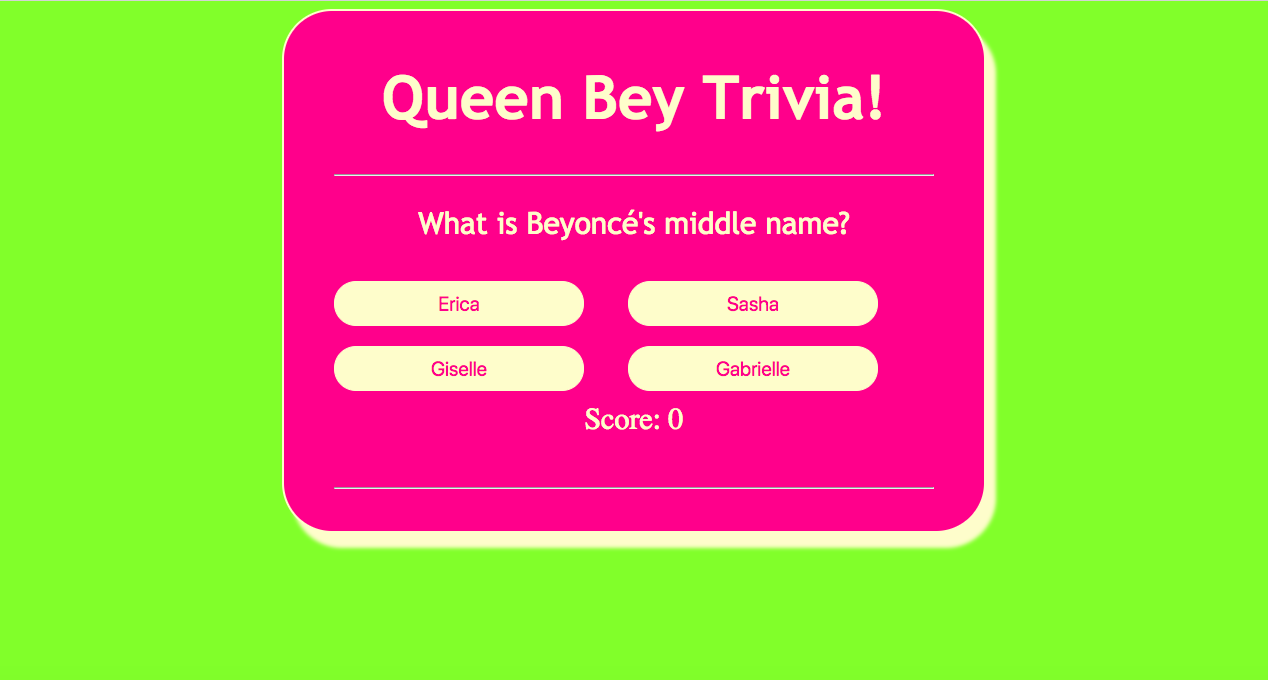 Queen Bey Trivia!
What is Beyoncé's middle name?
Erica
Sasha
Giselle
Gabrielle
Score: 0